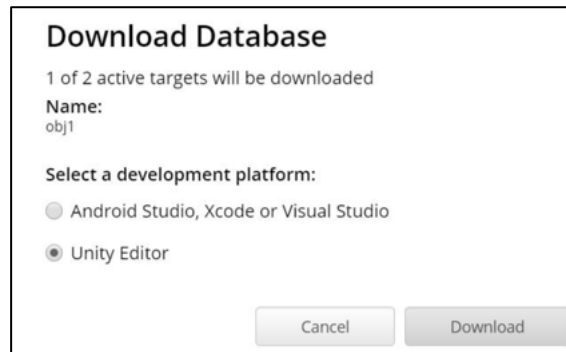 Download Database
1 of 2 active targets will be downloaded
Name:
obj1
Select a development platform:
Android Studio, Xcode or Visual Studio
Unity Editor
Cancel
Download